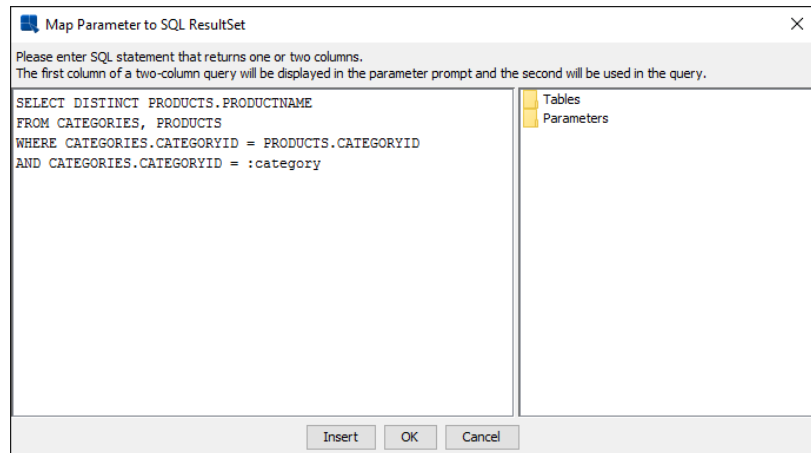 Map Parameter to SQL ResultSet
Please enter SQL statement that returns one or two columns.
The first column of a two-column query will be displayed in the parameter prompt and the second will be used in the query.
SELECT DISTINCT PRODUCTS.PRODUCTNAME
FROM CATEGORIES, PRODUCTS
WHERE CATEGORIES.CATEGORYID = PRODUCTS.CATEGORYID
AND CATEGORIES.CATEGORYID = :category
Tables
Parameters
Insert OK Cancel